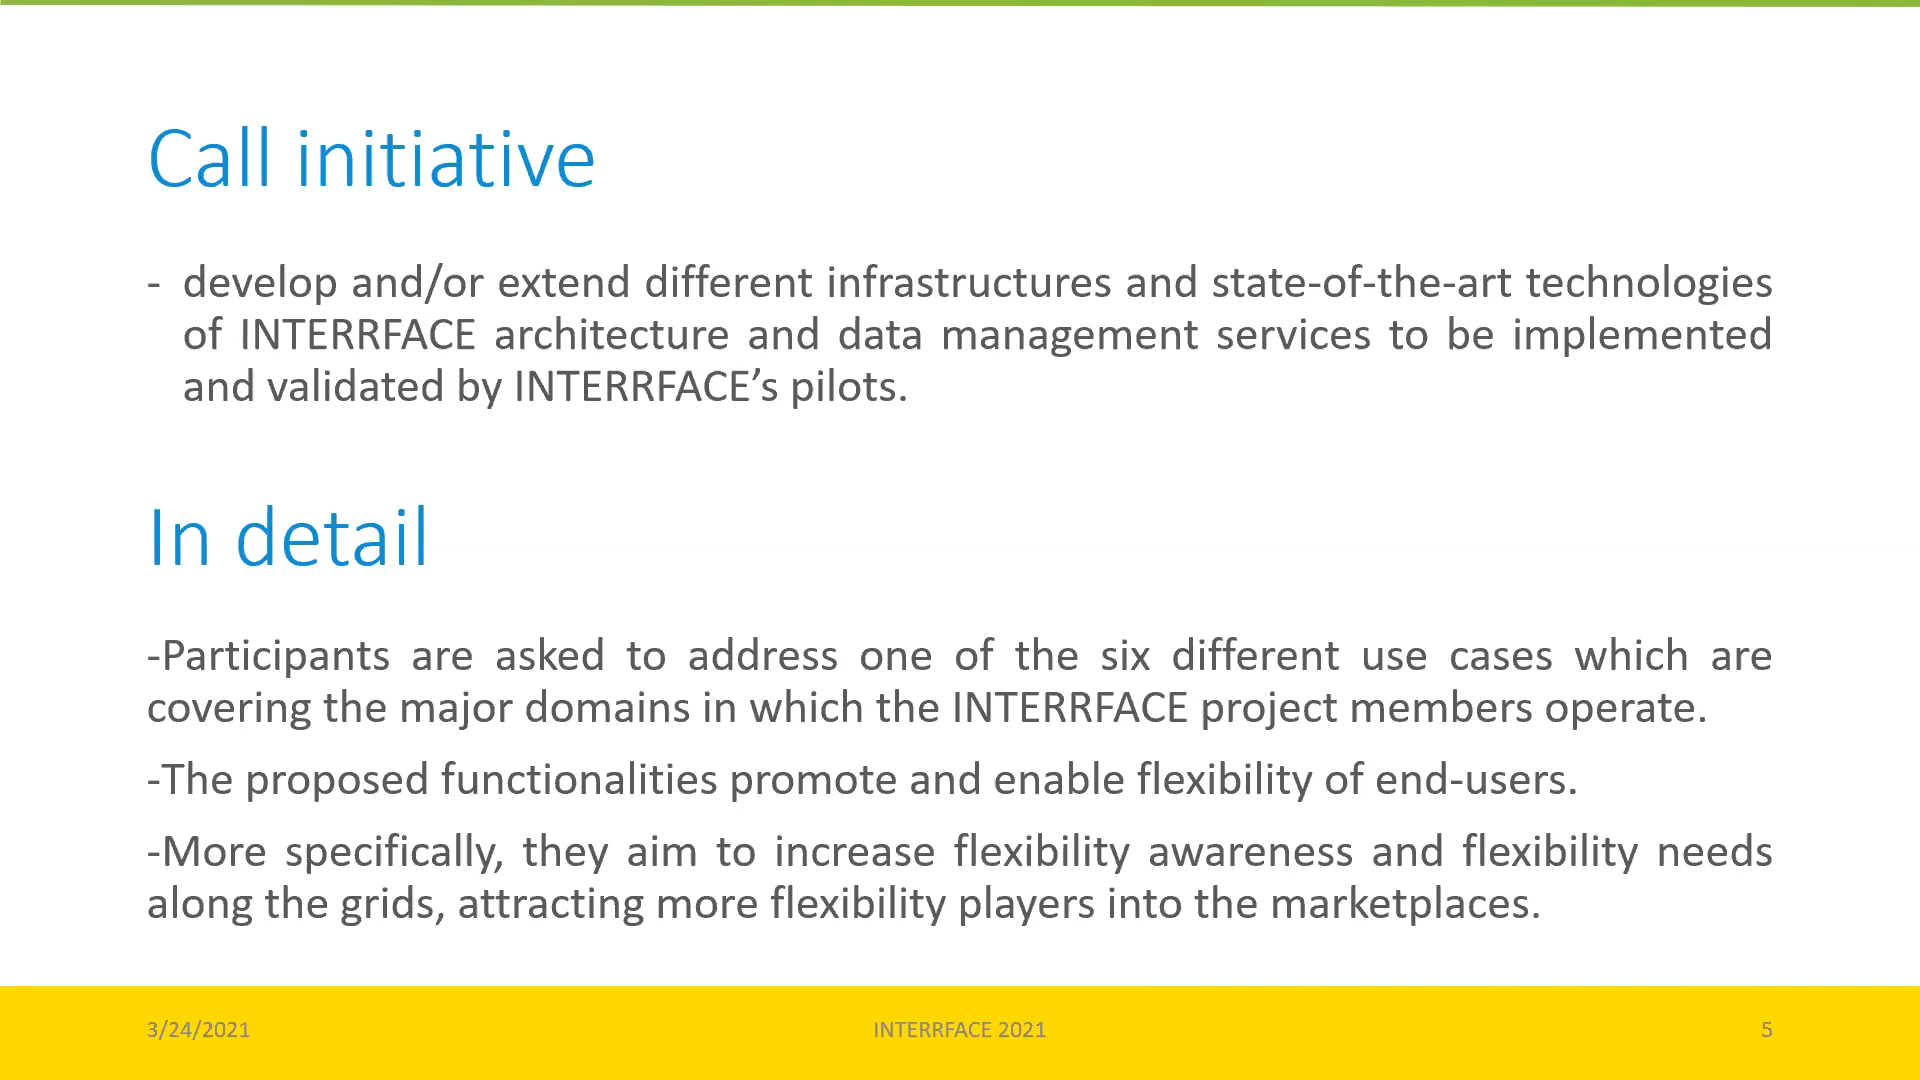 Call initiative
- develop and/or extend different infrastructures and state-of-the-art technologies
of INTERRFACE architecture and data management services to be implemented
and validated by INTERRFACE’s pilots.
In detail
-Participants are asked to address one of the six different use cases which are
covering the major domains in which the INTERRFACE project members operate.
-The proposed functionalities promote and enable flexibility of end-users.
-More specifically, they aim to increase flexibility awareness and flexibility needs
along the grids, attracting more flexibility players into the marketplaces.
3/24/2021
INTERRFACE 2021
5